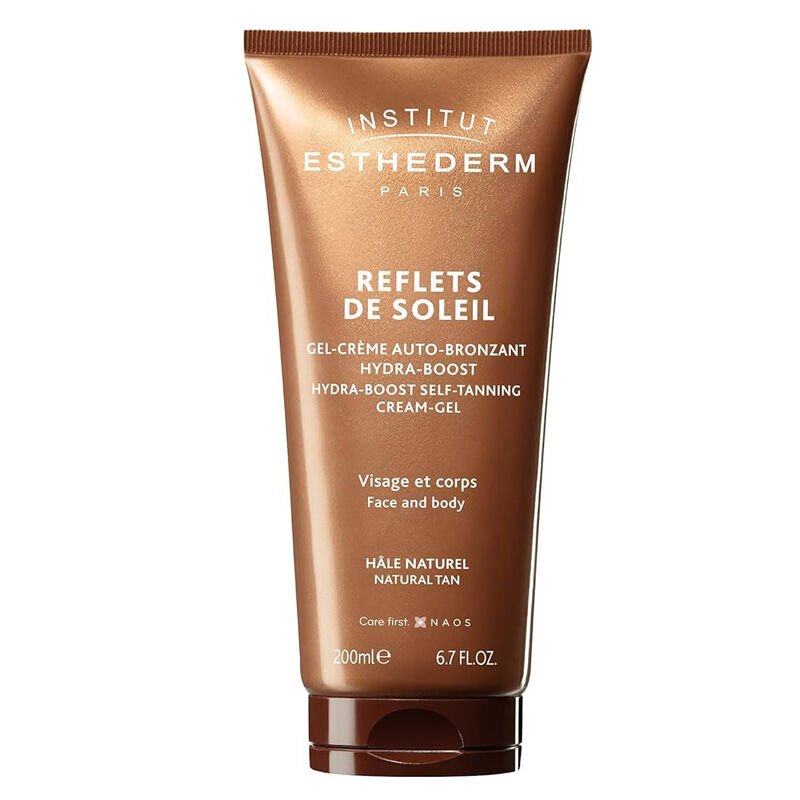 INSTITUT
ESTHEDERM
PARIS
REFLETS
DE SOLEIL
GEL-CRÈME AUTO-BRONZANT
HYDRA-BOOST
HYDRA-BOOST SELF-TANNING
CREAM-GEL
Visage et corps
Face and body
HÂLE NATUREL
NATURAL TAN
Care first. NAOS
200ml℮ 6.7 FL.OZ.